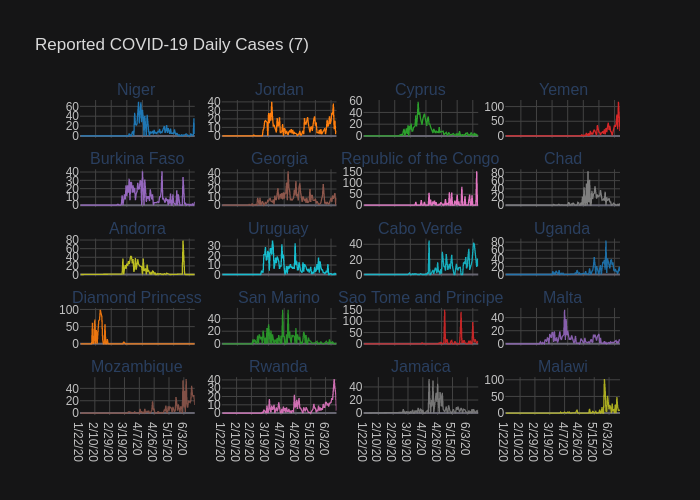 Reported COVID-19 Daily Cases (7)
Niger Jordan Cyprus Yemen
60 40 20 0 40 30 20 10 0 60 40 20 0 100 50 0
Burkina Faso Georgia Republic of the Congo Chad
40 30 20 10 0 40 20 0 150 100 50 0 80 60 40 20 0
Andorra Uruguay Cabo Verde Uganda
80 60 40 20 0 30 20 10 0 40 20 0 80 60 40 20 0
Diamond Princess San Marino Sao Tome and Principe Malta
100 50 0 40 20 0 150 100 50 0 40 20 0
Mozambique Rwanda Jamaica Malawi
40 20 0 40 30 20 10 0 40 20 0 100 50 0
1/22/20 2/10/20 2/29/20 3/19/20 4/7/20 4/26/20 5/15/20 6/3/20 1/22/20 2/10/20 2/29/20 3/19/20 4/7/20 4/26/20 5/15/20 6/3/20 1/22/20 2/10/20 2/29/20 3/19/20 4/7/20 4/26/20 5/15/20 6/3/20 1/22/20 2/10/20 2/29/20 3/19/20 4/7/20 4/26/20 5/15/20 6/3/20